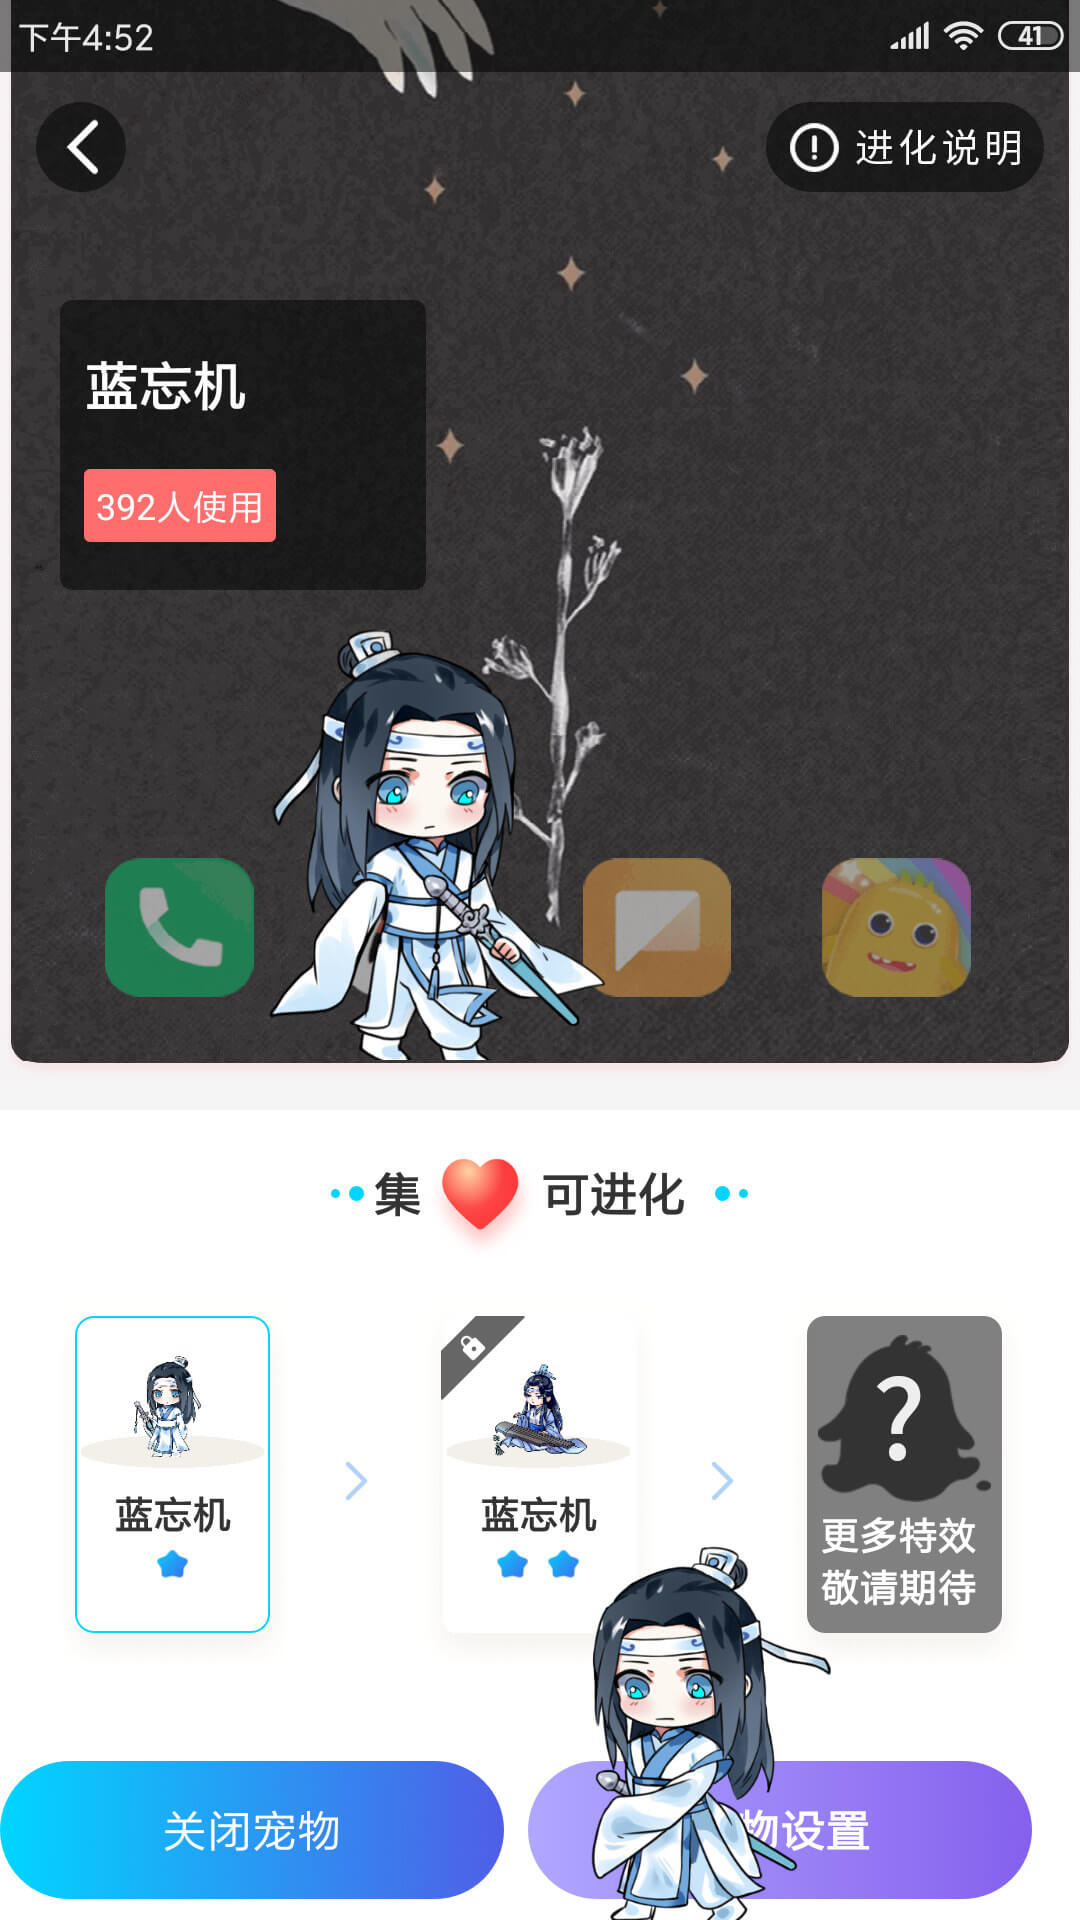 下午4:52
41
进化说明
蓝忘机
392人使用
集
可进化
蓝忘机
蓝忘机
?
更多特效
敬请期待
关闭宠物
物设置